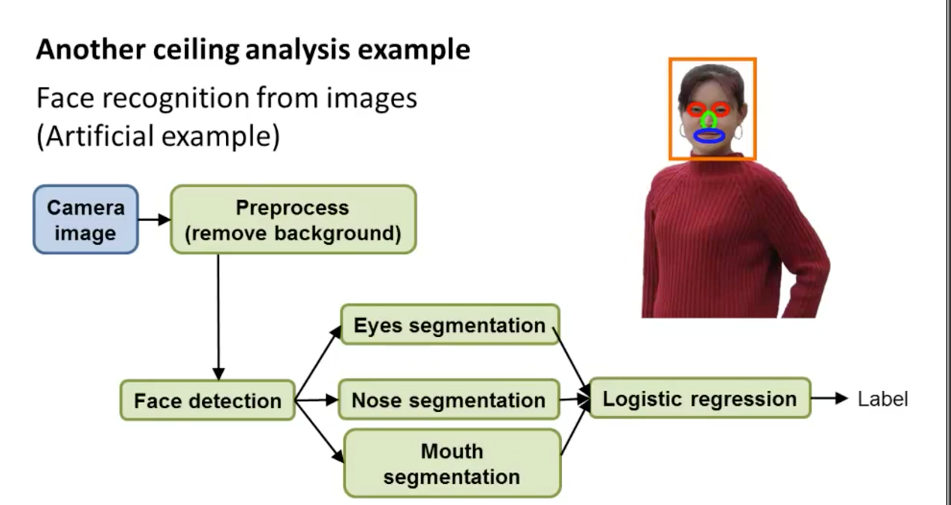 Another ceiling analysis example
Face recognition from images
(Artificial example)
Camera
image
Preprocess
(remove background)
Eyes segmentation
Face detection
Nose segmentation
Logistic regression
Label
Mouth
segmentation